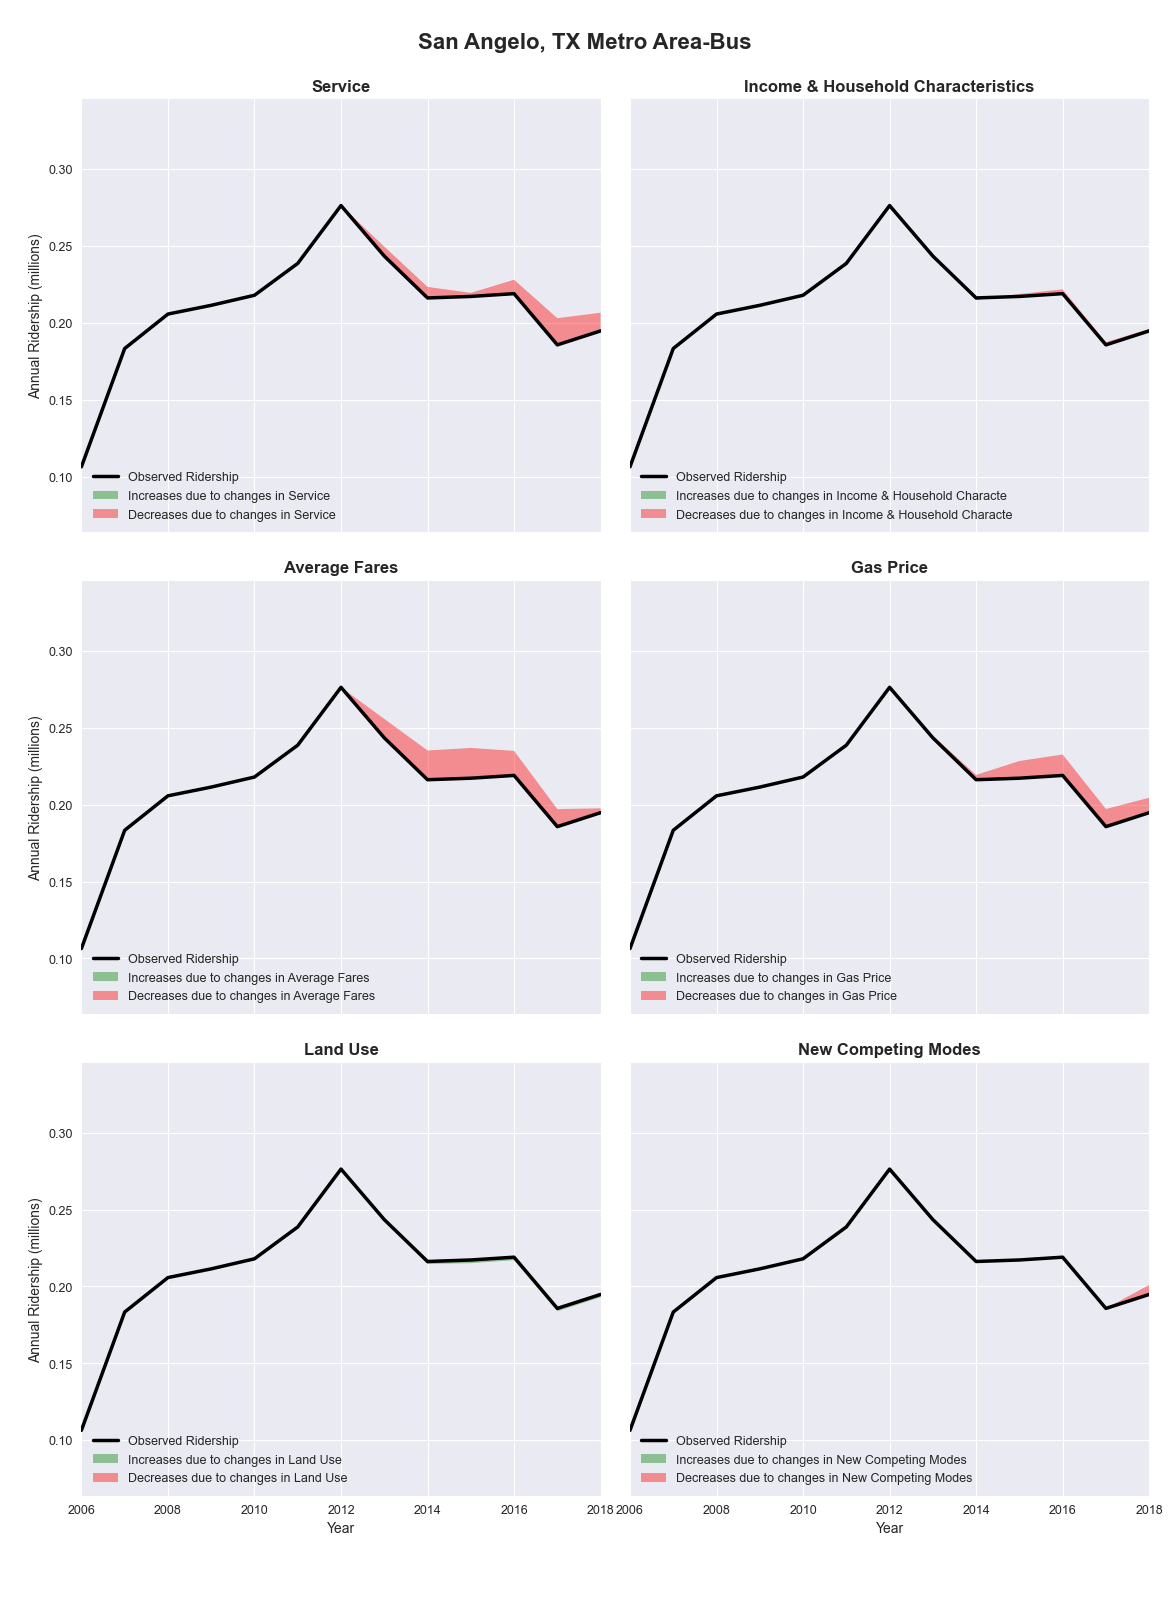 San Angelo, TX Metro Area-Bus
Service
Income & Household Characteristics
Annual Ridership (millions)
0.30
0.25
0.20
0.15
0.10
Observed Ridership
Increases due to changes in Service
Decreases due to changes in Service
Observed Ridership
Increases due to changes in Income & Household Characte
Decreases due to changes in Income & Household Characte
Average Fares
Gas Price
Annual Ridership (millions)
0.30
0.25
0.20
0.15
0.10
Observed Ridership
Increases due to changes in Average Fares
Decreases due to changes in Average Fares
Observed Ridership
Increases due to changes in Gas Price
Decreases due to changes in Gas Price
Land Use
New Competing Modes
Annual Ridership (millions)
0.30
0.25
0.20
0.15
0.10
Observed Ridership
Increases due to changes in Land Use
Decreases due to changes in Land Use
Observed Ridership
Increases due to changes in New Competing Modes
Decreases due to changes in New Competing Modes
2006 2008 2010 2012 2014 2016 2018
2006 2008 2010 2012 2014 2016 2018
Year
Year